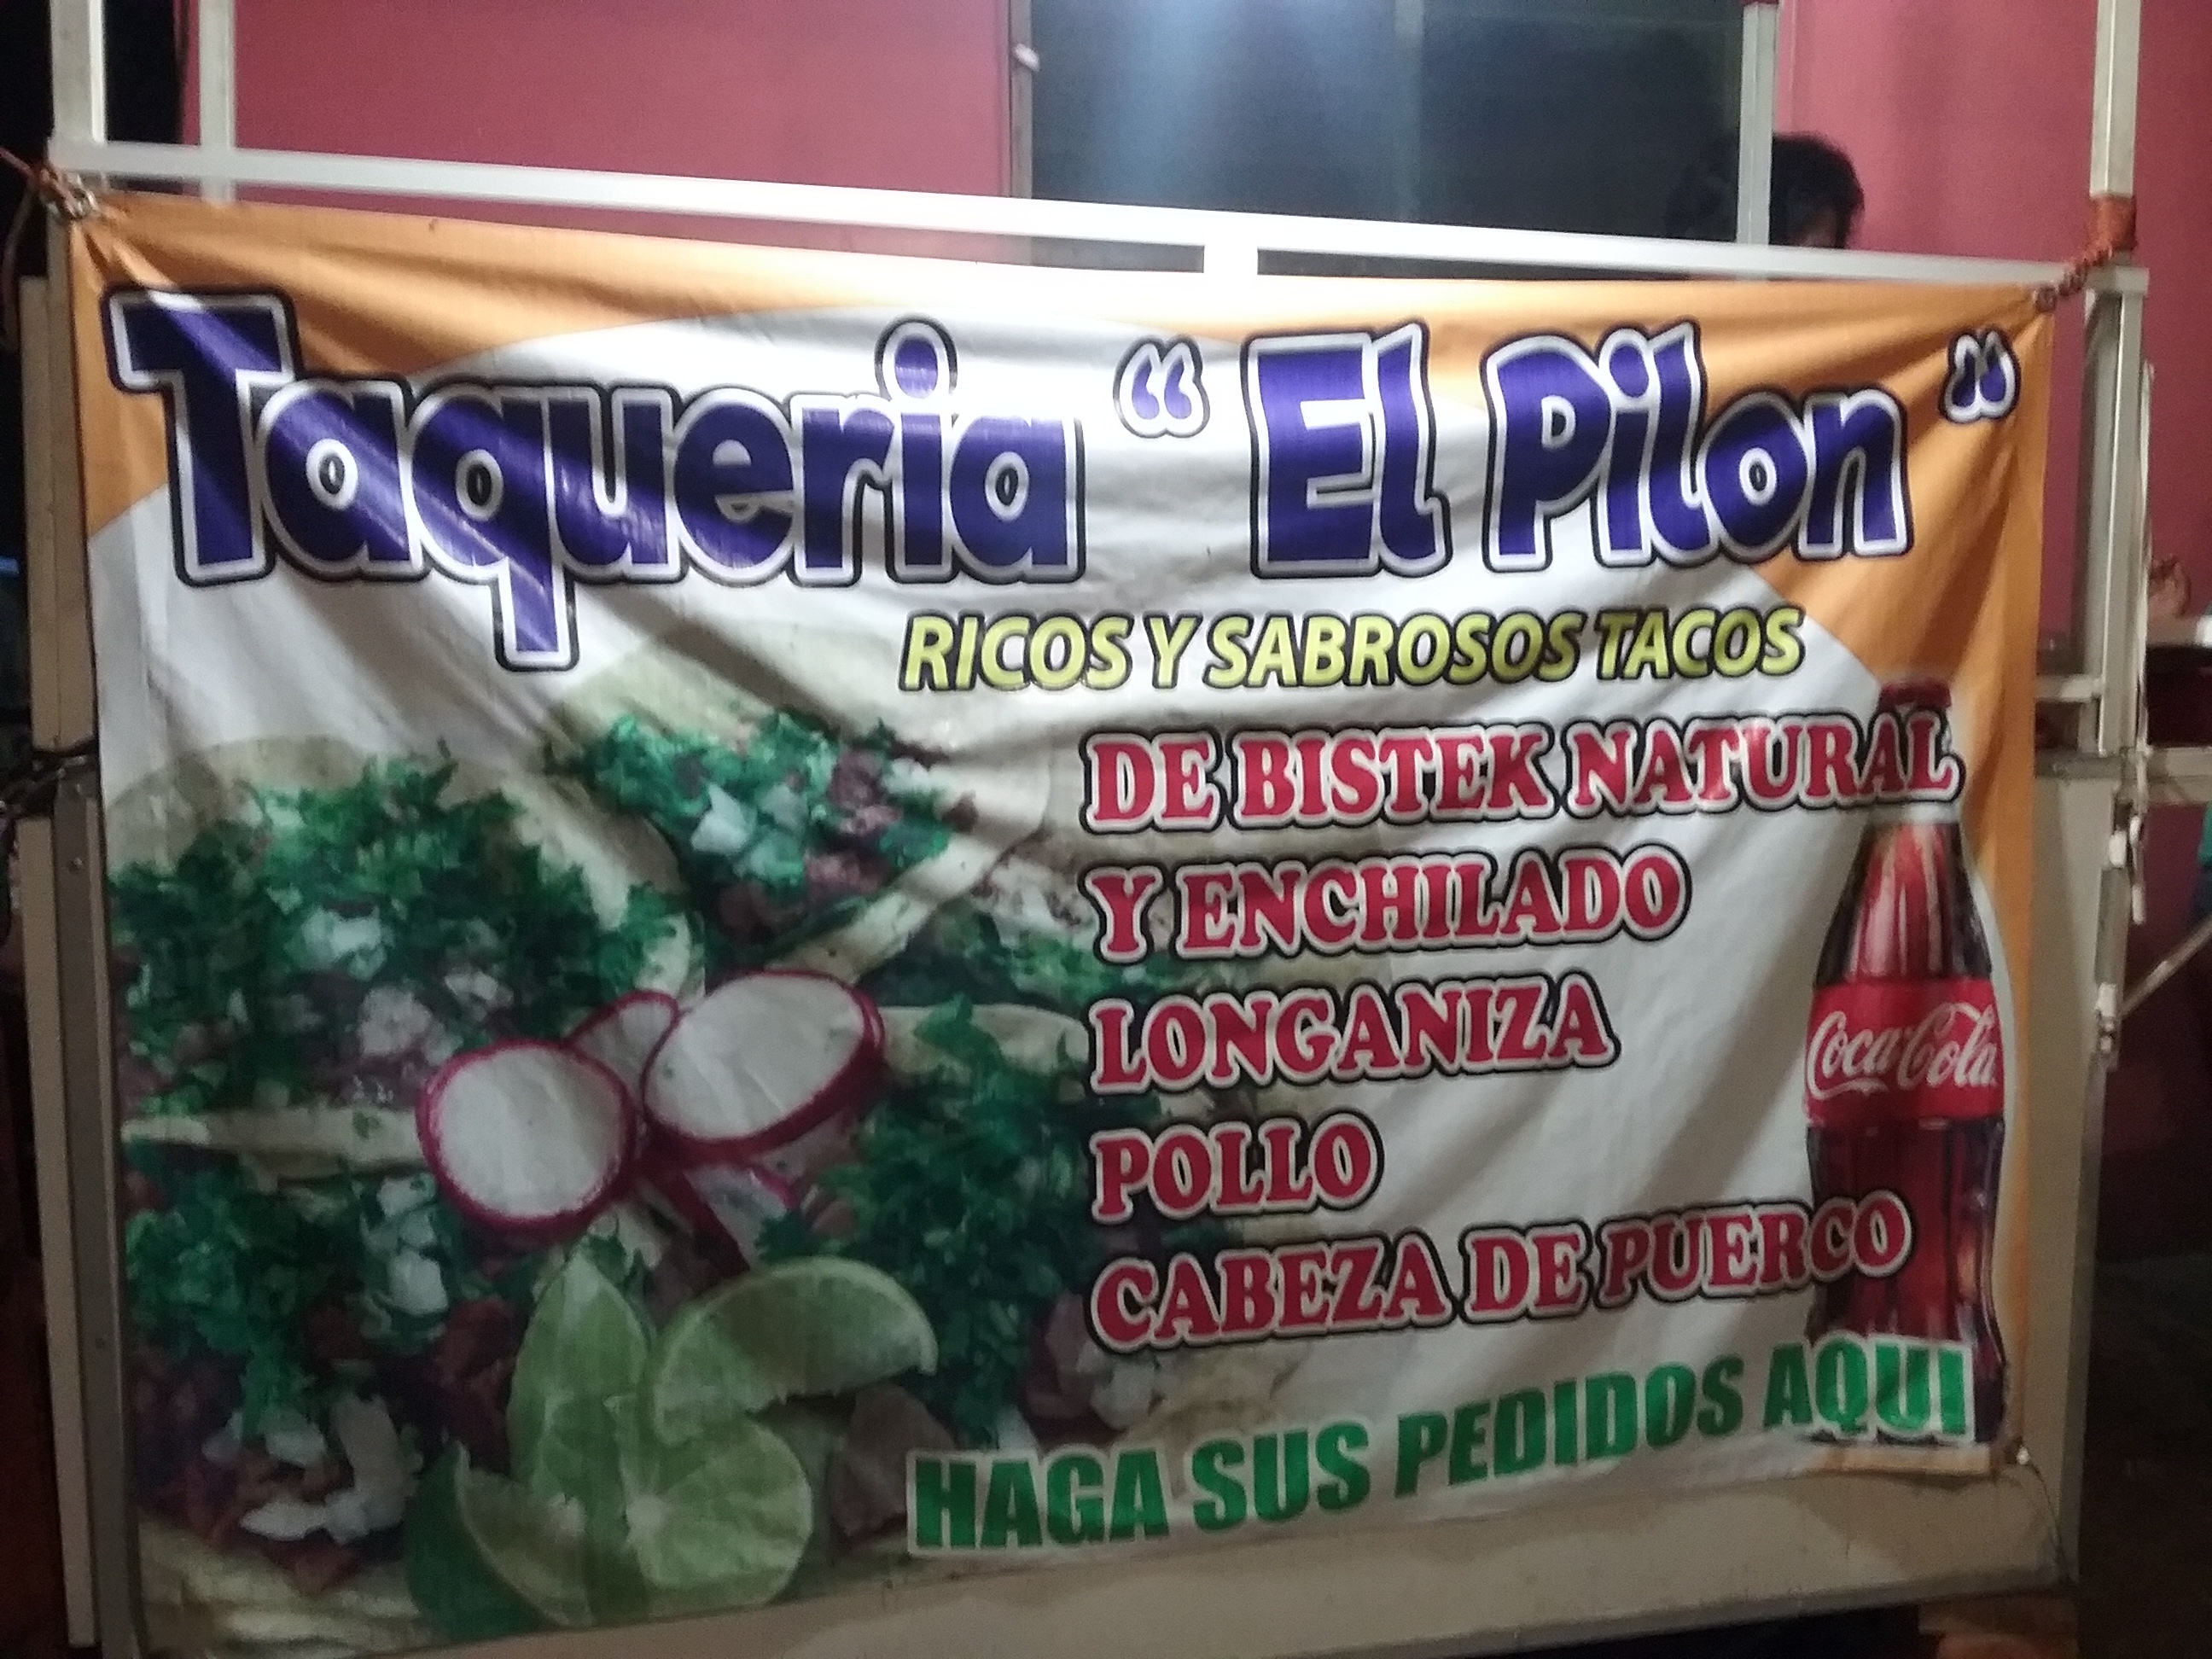 Taqueria “El Pilon”
RICOS Y SABROSOS TACOS
DE BISTEK NATURAL
Y ENCHILADO
LONGANIZA
POLLO
CABEZA DE PUERCO
Coca-Cola
HAGA SUS PEDIDOS AQUI